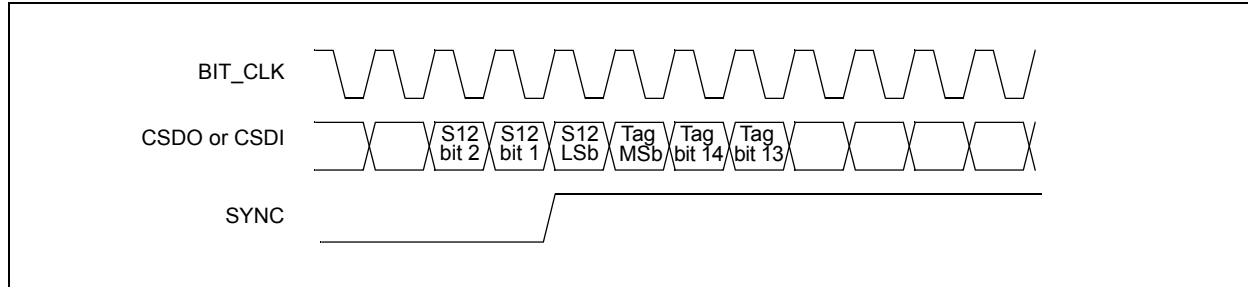 BIT_CLK
CSDO or CSDI
S12 bit 2
S12 bit 1
S12 LSb
Tag MSb
Tag bit 14
Tag bit 13
SYNC